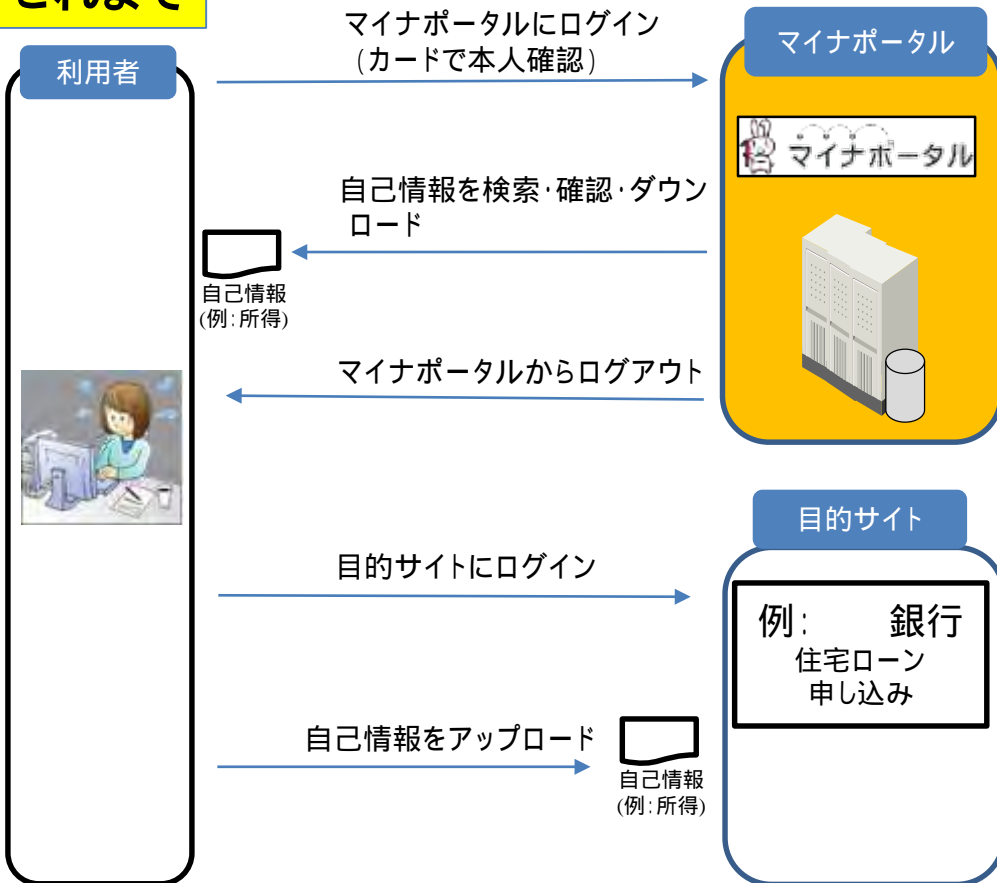 これまで
利用者
マイナポータルにログイン
(カードで本人確認)
マイナポータル
マイナポータル
自己情報を検索･確認･ダウン
ロード
自己情報
(例:所得)
マイナポータルからログアウト
目的サイト
目的サイトにログイン
例: 銀行
住宅ローン
申し込み
自己情報をアップロード
自己情報
(例:所得)